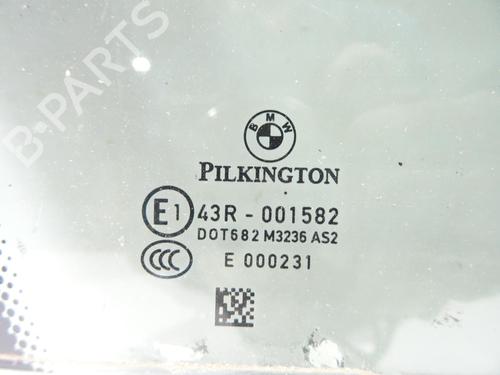 B-PARTS
BMW
PILKINGTON
E1 43R - 001582
DOT682 M3236 AS2
CCC E 000231